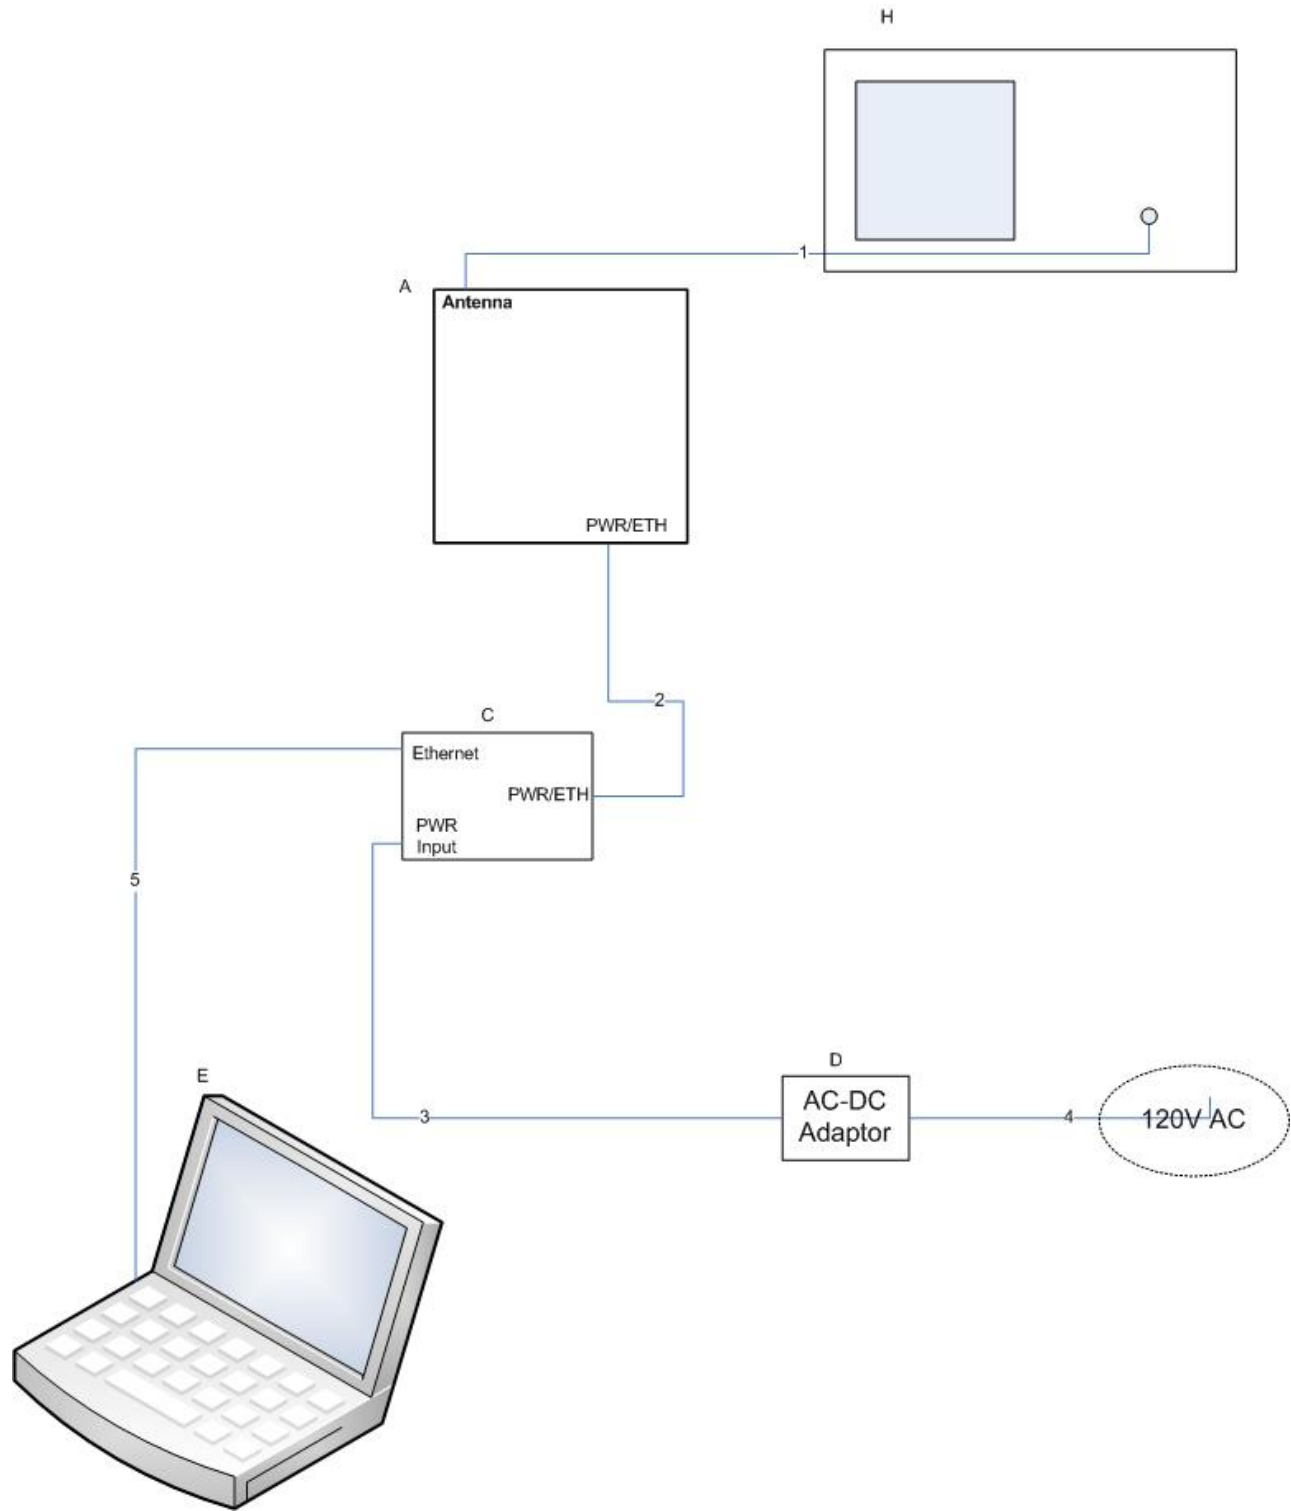 H
1
A
Antenna
PWR/ETH
2
C
Ethernet
PWR/ETH
PWR
Input
5
E
D
AC-DC
Adaptor
3
4
120V AC